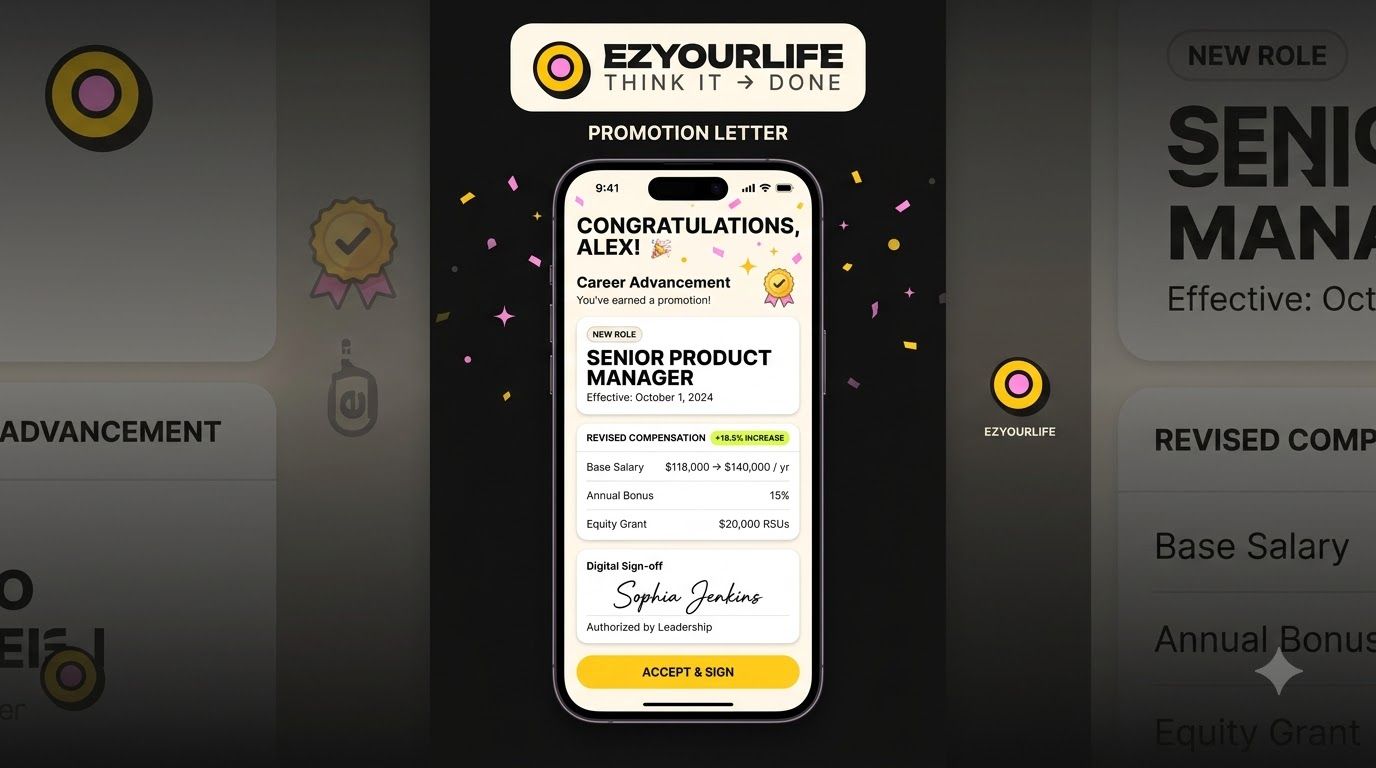 EZYOURLIFE
THINK IT → DONE
PROMOTION LETTER
9:41
CONGRATULATIONS,
ALEX! 🎉
Career Advancement
You've earned a promotion!
NEW ROLE
SENIOR PRODUCT
MANAGER
Effective: October 1, 2024
REVISED COMPENSATION +18.5% INCREASE
Base Salary $118,000 → $140,000 / yr
Annual Bonus 15%
Equity Grant $20,000 RSUs
Digital Sign-off
Sophia Jenkins
Authorized by Leadership
ACCEPT & SIGN
ADVANCEMENT
EZYOURLIFE
NEW ROLE
MANA
Effective: Oct
REVISED COMP
Base Salary
Annual Bonus
Equity Grant